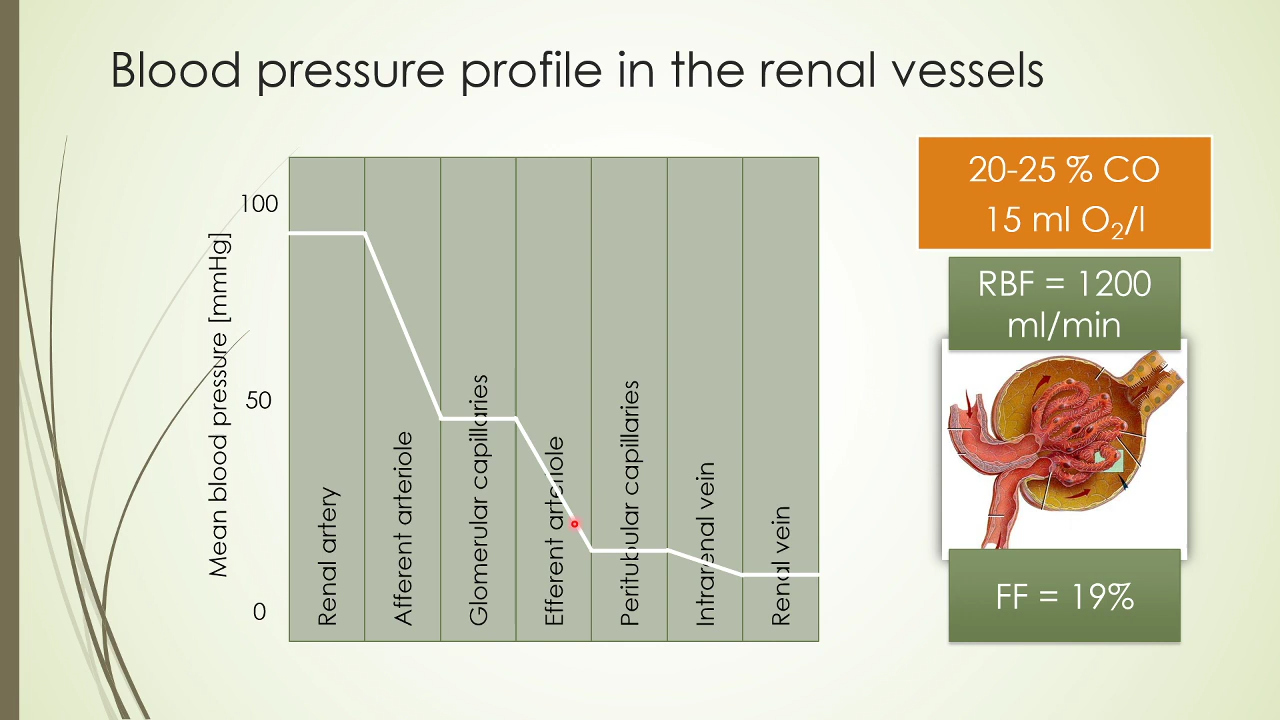 Blood pressure profile in the renal vessels
Mean blood pressure [mmHg]
100
50
0
Renal artery
Afferent arteriole
Glomerular capillaries
Efferent arteriole
Peritubular capillaries
Intrarenal vein
Renal vein
20-25 % CO
15 ml O₂/l
RBF = 1200
ml/min
FF = 19%